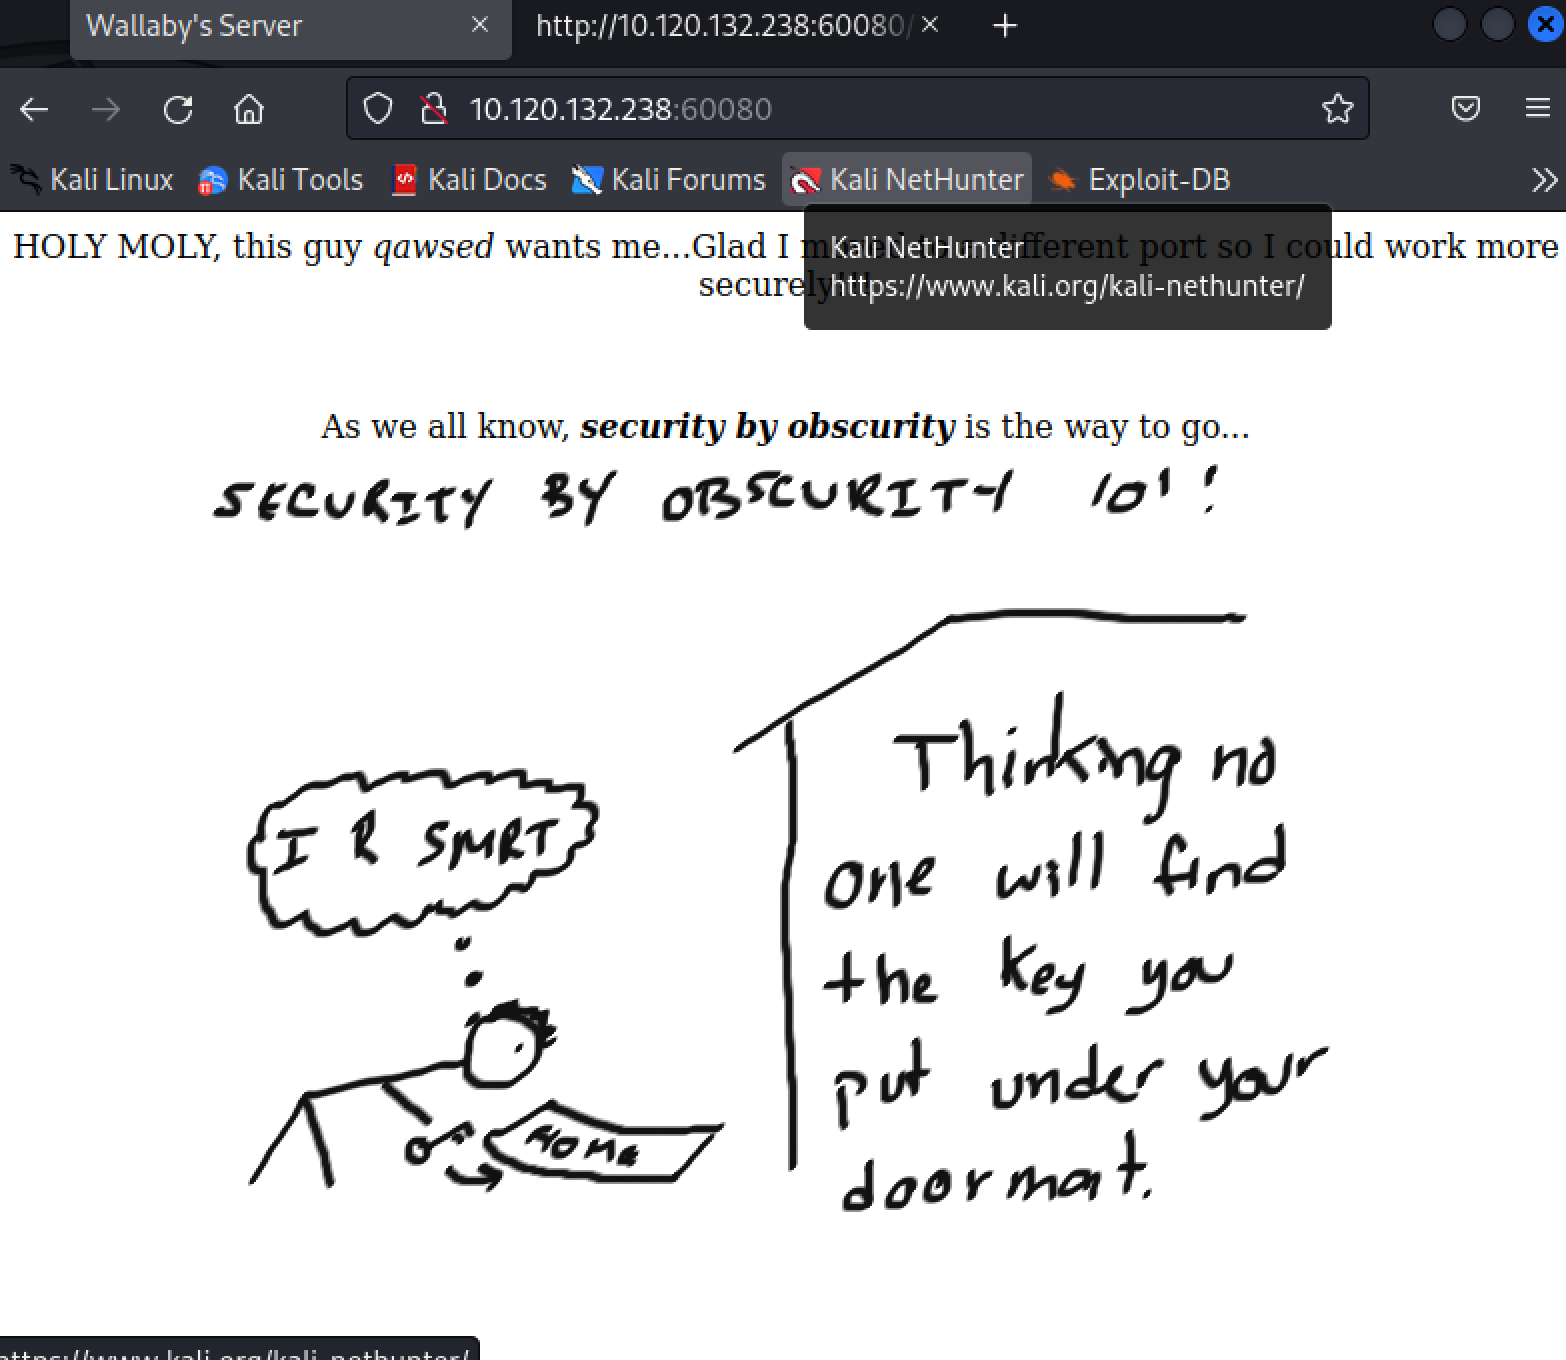 Wallaby's Server
http://10.120.132.238:60080/
10.120.132.238:60080
Kali Linux Kali Tools Kali Docs Kali Forums Kali NetHunter Exploit-DB
HOLY MOLY, this guy qawsed wants me...Glad I different port so I could work more
securely
Kali NetHunter
https://www.kali.org/kali-nethunter/
As we all know, security by obscurity is the way to go...
SECURITY BY OBSCURITY 101!
I R SMRT
HOME
Thinking no
one will find
the key you
put under your
doormat.
https://www.kali.org/kali-nethunter/